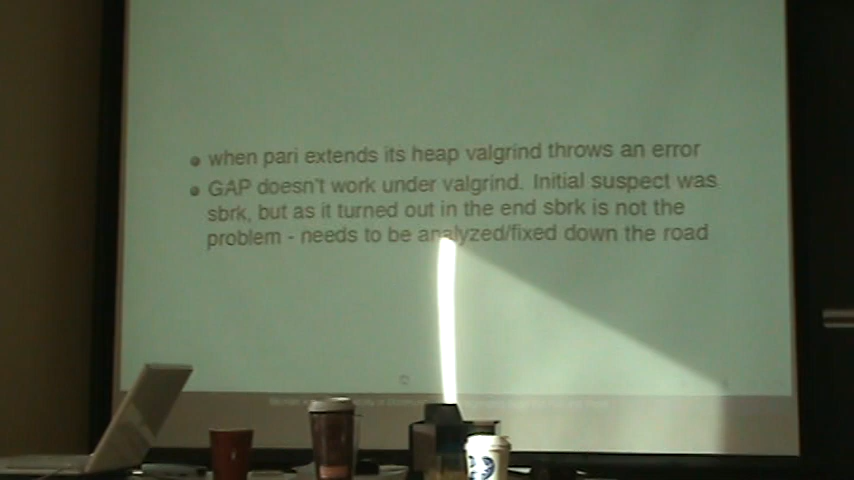 when pari extends its heap valgrind throws an error
GAP doesn't work under valgrind. Initial suspect was
sbrk, but as it turned out in the end sbrk is not the
problem - needs to be analyzed/fixed down the road